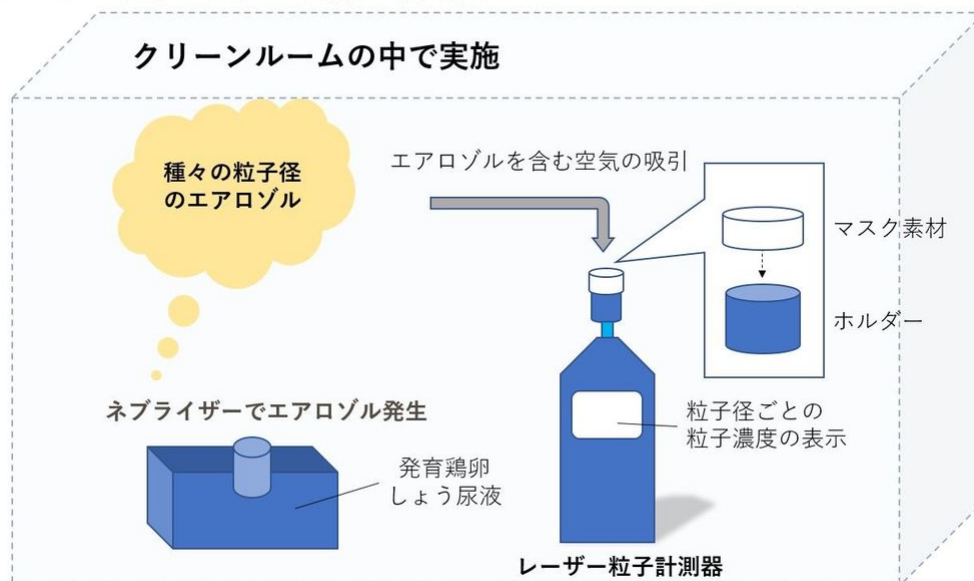 クリーンルームの中で実施
種々の粒子径
のエアロゾル
エアロゾルを含む空気の吸引
マスク素材
ホルダー
ネブライザーでエアロゾル発生
粒子径ごとの
粒子濃度の表示
発育鶏卵
しょう尿液
レーザー粒子計測器